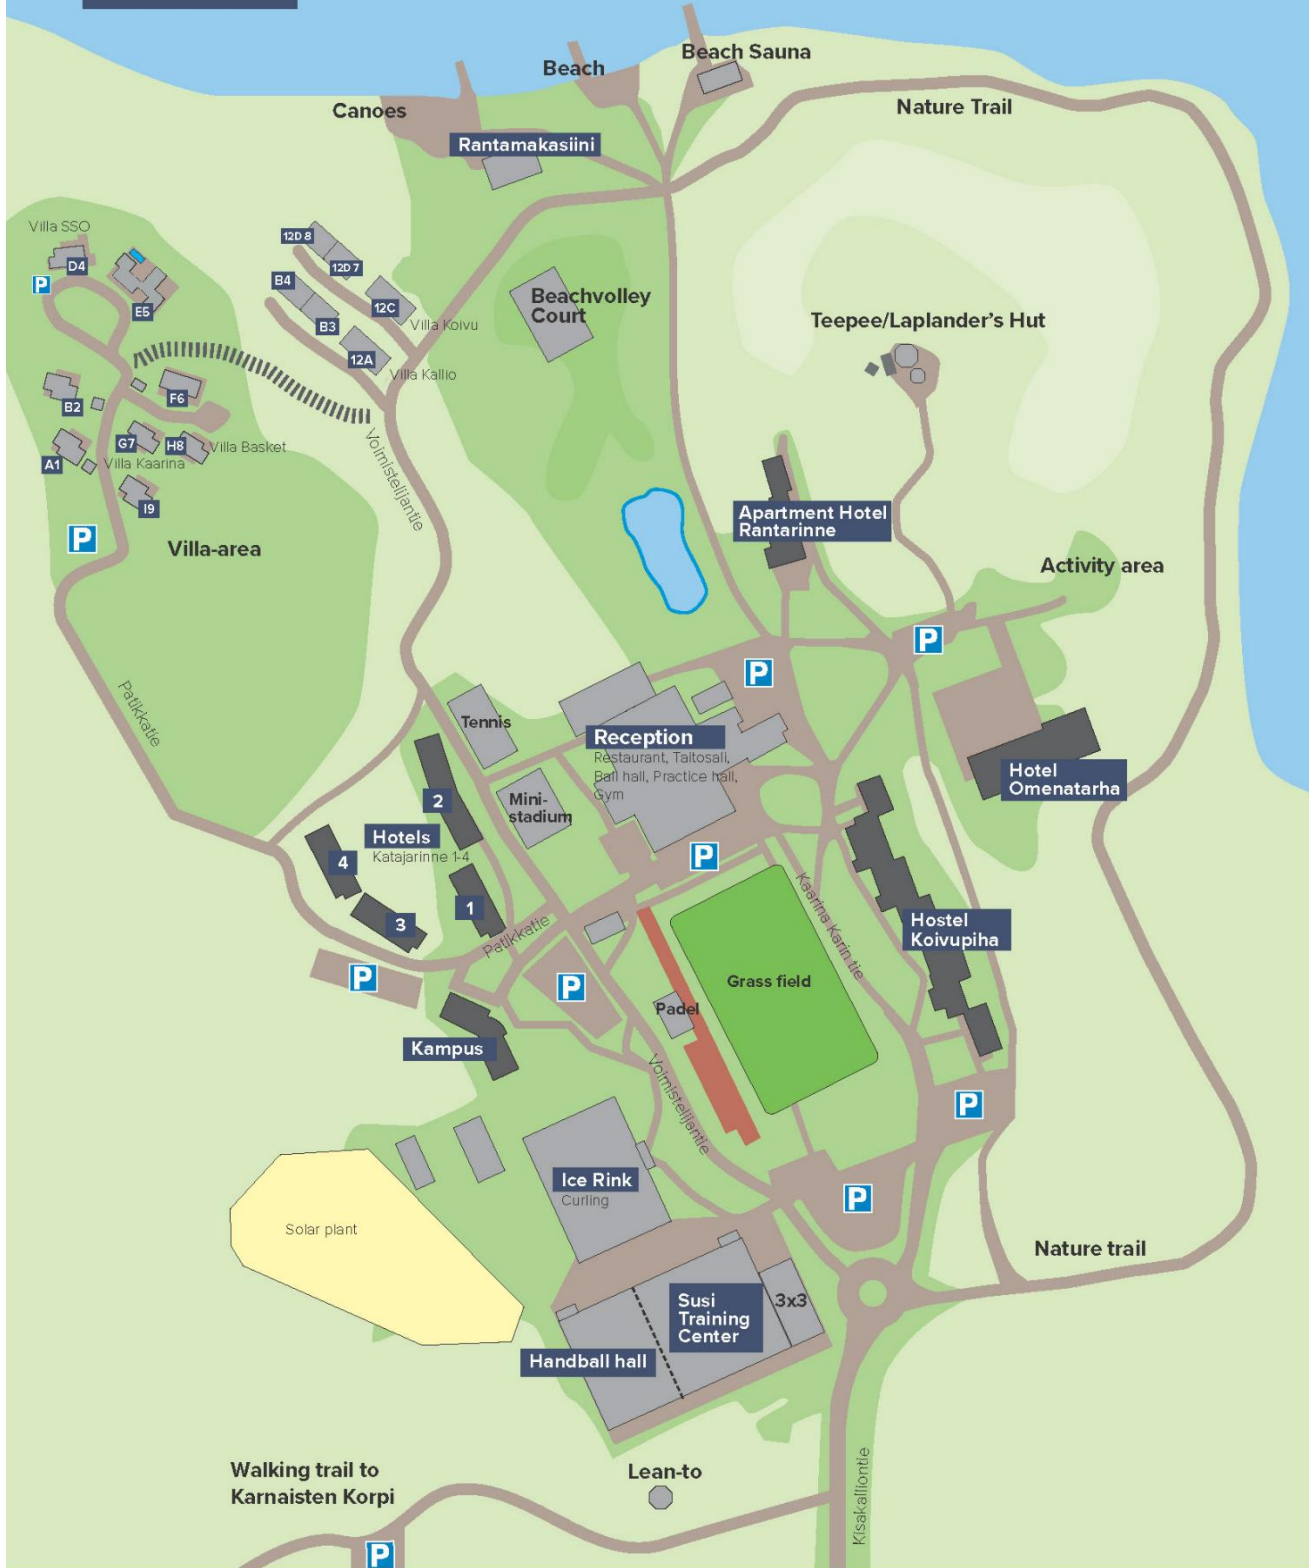 Beach Sauna
Beach
Canoes
Nature Trail
Rantamakasiini
Villa SSO
D4
P
E5
12D 8
12D 7
B4
B3
12C
12A
Villa Koivu
Villa Kallio
Beachvolley
Court
Teepee/Laplander's Hut
B2
F6
G7
H8
Villa Basket
A1
Villa Kaarina
I9
P
Villa-area
Voimistelijantie
Apartment Hotel
Rantarinne
Activity area
P
P
Patikkatie
Tennis
Reception
Restaurant, Taitosali,
Ball hall, Practice hall,
Gym
Hotel
Omenatarha
2
Mini-
stadium
Hotels
Katajarinne 1-4
4
3
1
P
Patikkatie
Kaarina Karin tie
Hostel
Koivupiha
P
P
Grass field
Padel
Kampus
Voimistelijantie
P
Ice Rink
Curling
P
Solar plant
Nature trail
Susi
Training
Center
3x3
Handball hall
Walking trail to
Karnaisten Korpi
Lean-to
Kisakalliontie
P